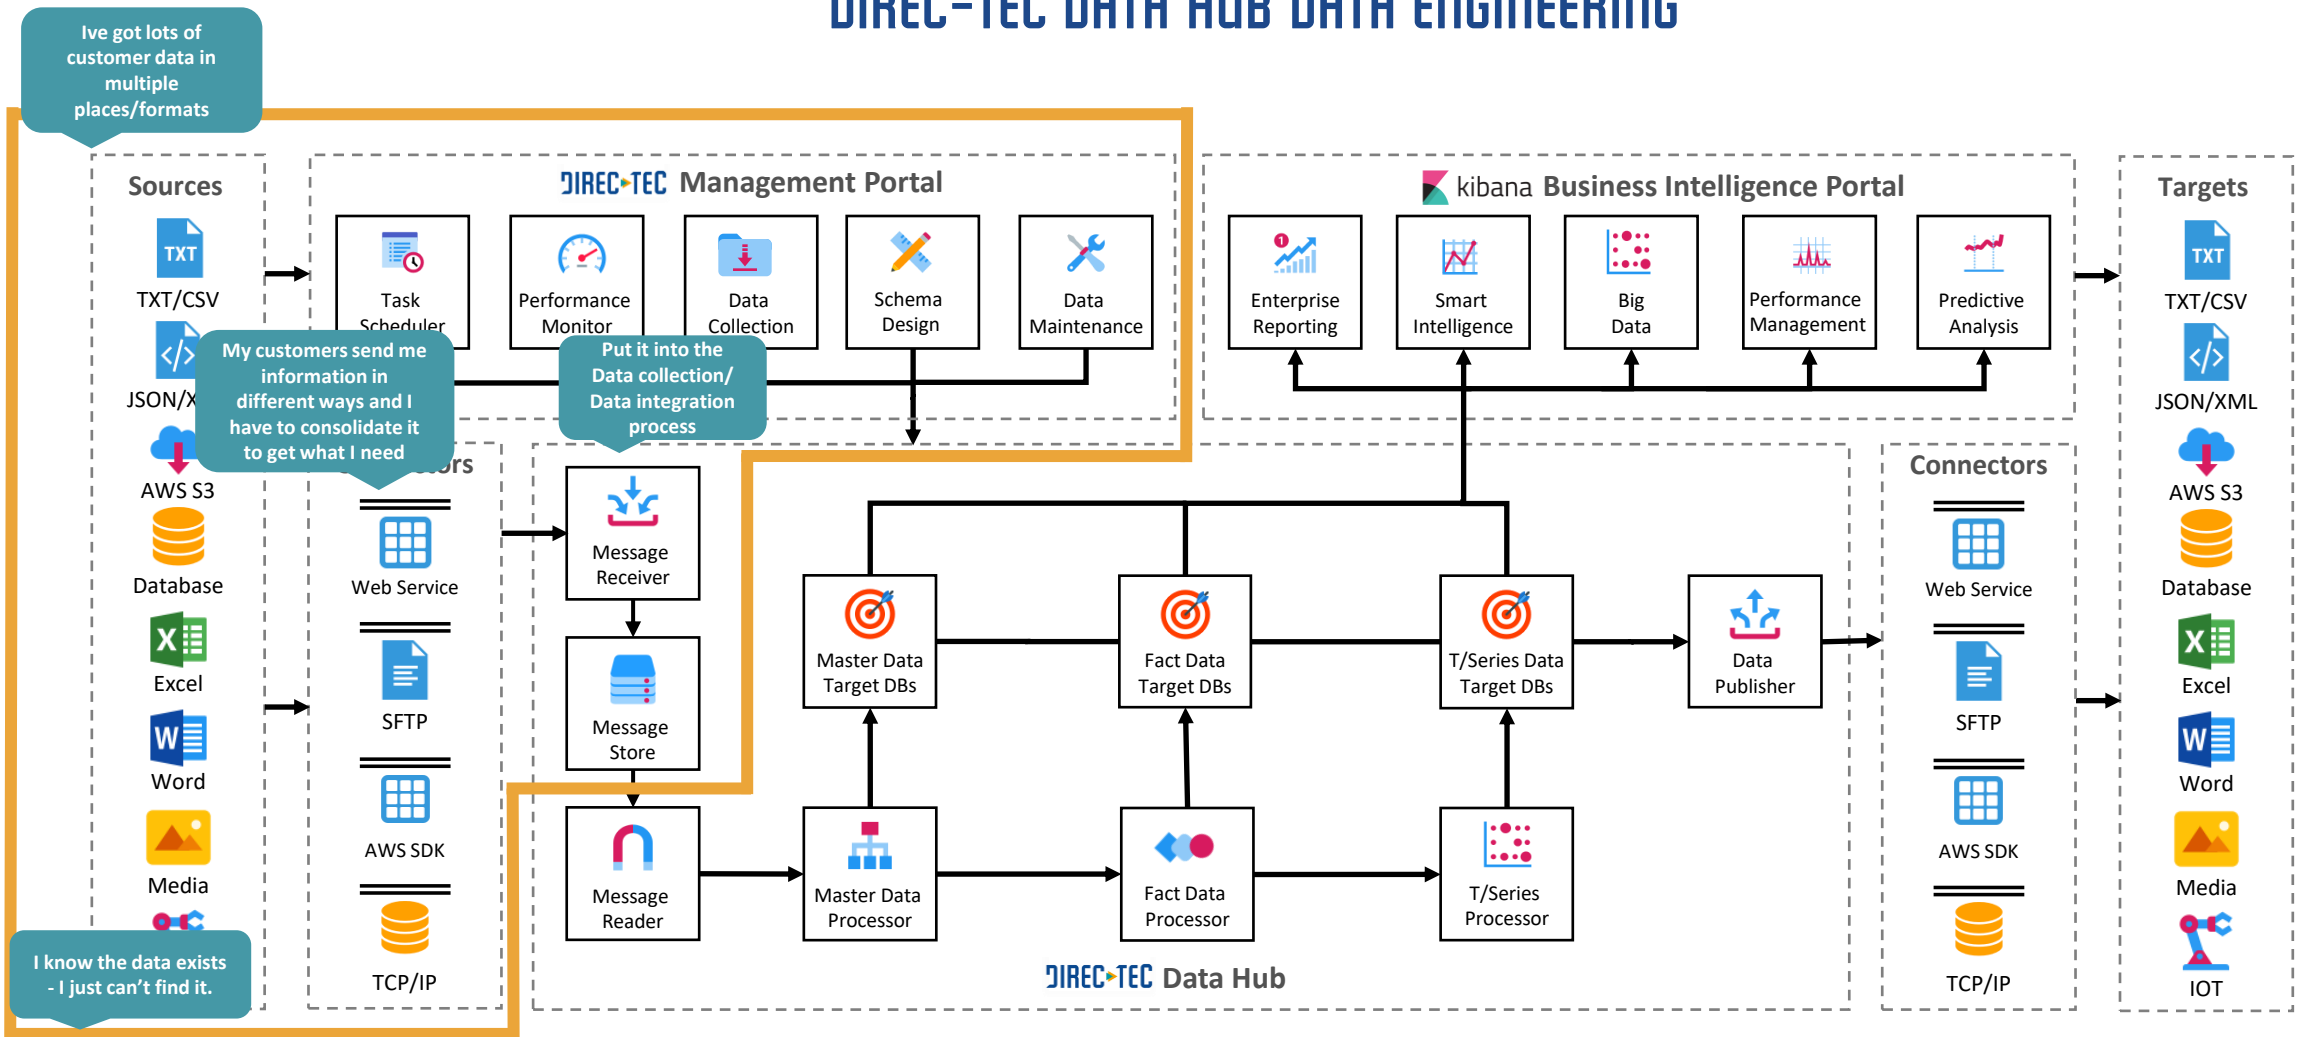 DIREC-TEC DATA HUB DATA ENGINEERING
Ive got lots of
customer data in
multiple
places/formats
Sources
TXT
TXT/CSV
</>
JSON/X
AWS S3
Database
X
Excel
W
Word
Media
I know the data exists
- I just can't find it.
DIREC-TEC Management Portal
Task
Scheduler
Performance
Monitor
Data
Collection
Schema
Design
Data
Maintenance
My customers send me
information in
different ways and I
have to consolidate it
to get what I need
Put it into the
Data collection/
Data integration
process
tors
Web Service
SFTP
AWS SDK
TCP/IP
Message
Receiver
Message
Store
Message
Reader
Master Data
Target DBs
Fact Data
Target DBs
T/Series Data
Target DBs
Data
Publisher
Master Data
Processor
Fact Data
Processor
T/Series
Processor
DIREC-TEC Data Hub
kibana Business Intelligence Portal
1
Enterprise
Reporting
Smart
Intelligence
Big
Data
Performance
Management
Predictive
Analysis
Connectors
Web Service
SFTP
AWS SDK
TCP/IP
Targets
TXT
TXT/CSV
</>
JSON/XML
AWS S3
Database
X
Excel
W
Word
Media
IOT